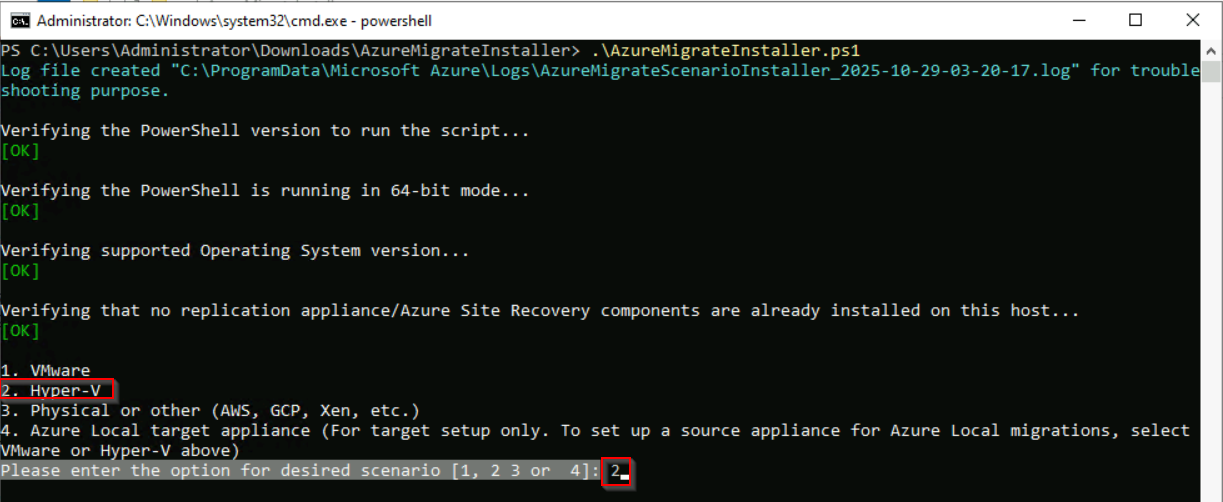 Administrator: C:\Windows\system32\cmd.exe - powershell
PS C:\Users\Administrator\Downloads\AzureMigrateInstaller> .\AzureMigrateInstaller.ps1
Log file created "C:\ProgramData\Microsoft Azure\Logs\AzureMigrateScenarioInstaller_2025-10-29-03-20-17.log" for trouble
shooting purpose.
Verifying the PowerShell version to run the script...
[OK]
Verifying the PowerShell is running in 64-bit mode...
[OK]
Verifying supported Operating System version...
[OK]
Verifying that no replication appliance/Azure Site Recovery components are already installed on this host...
[OK]
1. VMware
2. Hyper-V
3. Physical or other (AWS, GCP, Xen, etc.)
4. Azure Local target appliance (For target setup only. To set up a source appliance for Azure Local migrations, select
VMware or Hyper-V above)
Please enter the option for desired scenario [1, 2 3 or  4]: 2